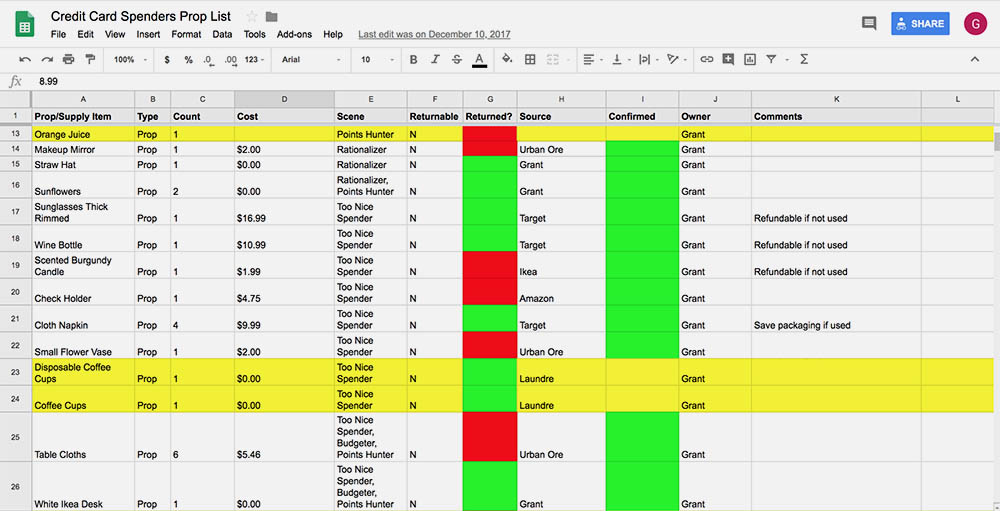 Credit Card Spenders Prop List
File Edit View Insert Format Data Tools Add-ons Help Last edit was on December 10, 2017
SHARE
G
100% $ % .0 .00 123 Arial 10 B I S A
fx 8.99
A B C D E F G H I J K L
1 Prop/Supply Item Type Count Cost Scene Returnable Returned? Source Confirmed Owner Comments
13 Orange Juice Prop 1 Points Hunter N Grant
14 Makeup Mirror Prop 1 $2.00 Rationalizer N Urban Ore Grant
15 Straw Hat Prop 1 $0.00 Rationalizer N Grant Grant
16 Rationalizer,
Sunflowers Prop 2 $0.00 Points Hunter N Grant Grant
17 Sunglasses Thick Too Nice
Rimmed Prop 1 $16.99 Spender N Target Grant Refundable if not used
18 Too Nice
Wine Bottle Prop 1 $10.99 Spender N Target Grant Refundable if not used
19 Scented Burgundy Too Nice
Candle Prop 1 $1.99 Spender N Ikea Grant Refundable if not used
20 Too Nice
Check Holder Prop 1 $4.75 Spender N Amazon Grant
21 Too Nice
Cloth Napkin Prop 4 $9.99 Spender N Target Grant Save packaging if used
22 Too Nice
Small Flower Vase Prop 1 $2.00 Spender N Urban Ore Grant
23 Disposable Coffee Too Nice
Cups Prop 1 $0.00 Spender N Laundre Grant
24 Too Nice
Coffee Cups Prop 1 $0.00 Spender N Laundre Grant
25 Too Nice
Spender,
Budgeter,
Table Cloths Prop 6 $5.46 Points Hunter N Urban Ore Grant
26 Too Nice
Spender,
Budgeter,
White Ikea Desk Prop 1 $0.00 Points Hunter N Grant Grant